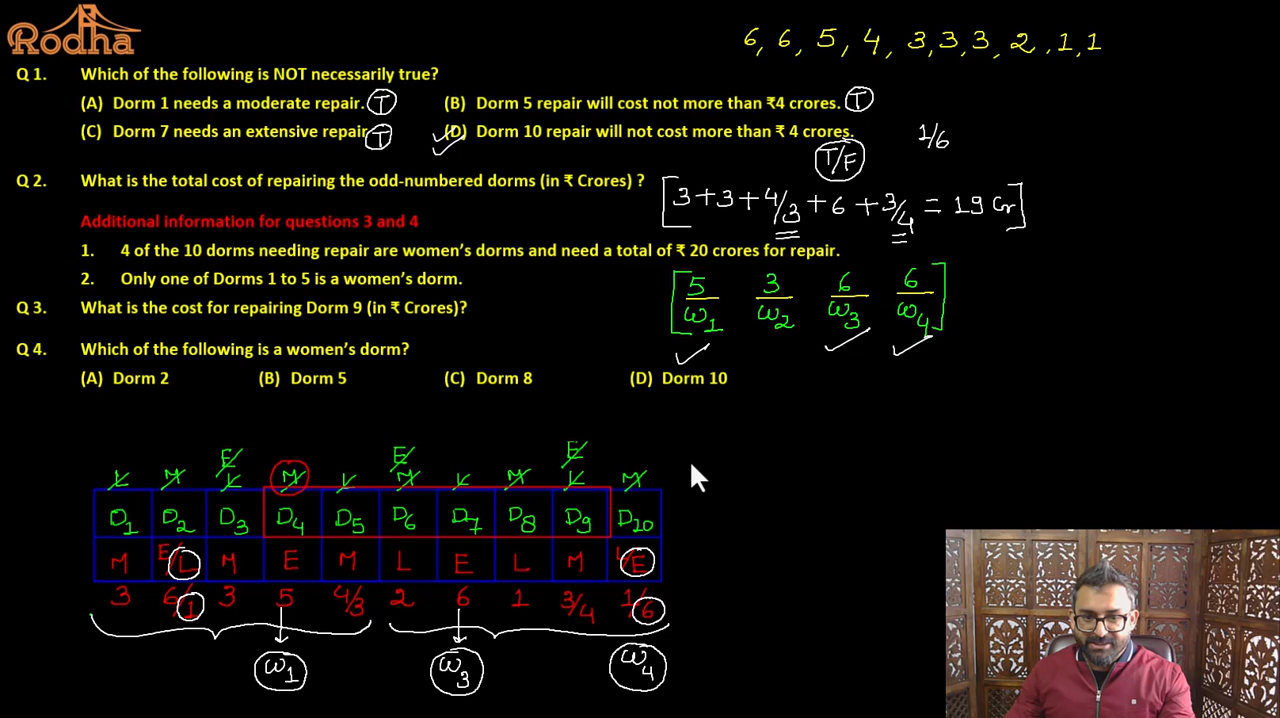 Rodha
6, 6, 5, 4, 3, 3, 3, 2, 1, 1
Q 1. Which of the following is NOT necessarily true?
(A) Dorm 1 needs a moderate repair. T (B) Dorm 5 repair will cost not more than ₹4 crores. T
(C) Dorm 7 needs an extensive repair T (D) Dorm 10 repair will not cost more than ₹ 4 crores. 1/6
T/F
Q 2. What is the total cost of repairing the odd-numbered dorms (in ₹ Crores) ?
[3 + 3 + 4/3 + 6 + 3/4 = 19 Cr]
Additional information for questions 3 and 4
1. 4 of the 10 dorms needing repair are women's dorms and need a total of ₹ 20 crores for repair.
2. Only one of Dorms 1 to 5 is a women's dorm.
5 3 6 6
W1 W2 W3 W4
Q 3. What is the cost for repairing Dorm 9 (in ₹ Crores)?
Q 4. Which of the following is a women's dorm?
(A) Dorm 2 (B) Dorm 5 (C) Dorm 8 (D) Dorm 10
E/ E/ E/
L M L M L M L M L M
D1 D2 D3 D4 D5 D6 D7 D8 D9 D10
M E/L M E M L E L M L/E
3 6/1 3 5 4/3 2 6 1 3/4 1/6
W1 W3 W4